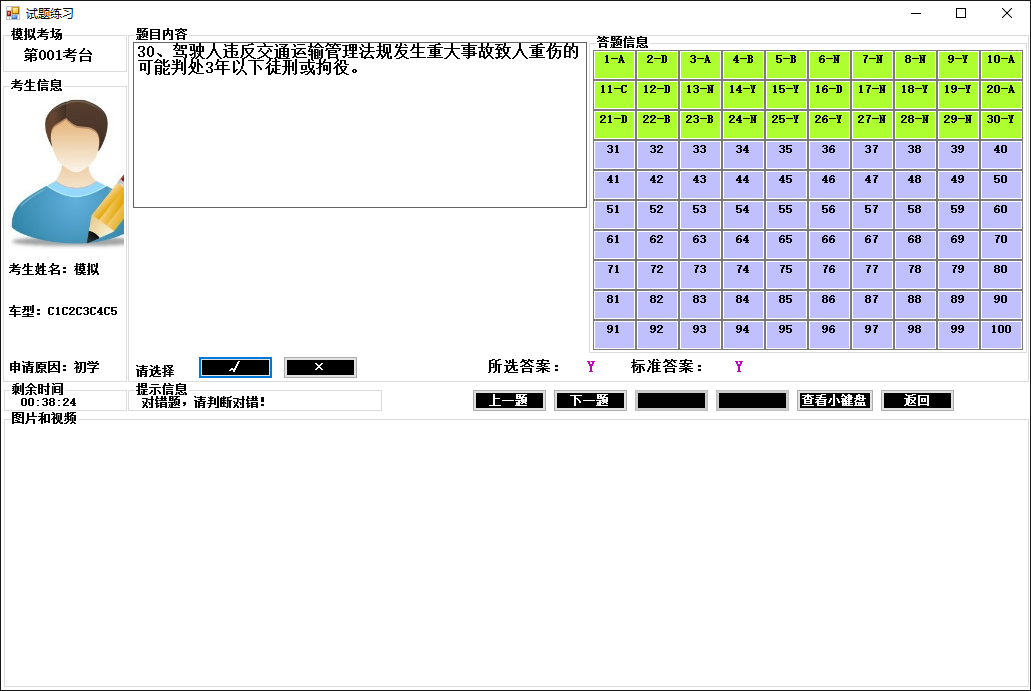 试题练习
模拟考场
第001考台
考生信息
考生姓名：模拟
车型：C1C2C3C4C5
申请原因：初学
题目内容
30、驾驶人违反交通运输管理法规发生重大事故致人重伤的
可能判处3年以下徒刑或拘役。
答题信息
1-A 2-D 3-A 4-B 5-B 6-N 7-N 8-N 9-Y 10-A
11-C 12-D 13-N 14-Y 15-Y 16-D 17-N 18-Y 19-Y 20-A
21-D 22-B 23-B 24-N 25-Y 26-Y 27-N 28-N 29-N 30-Y
31 32 33 34 35 36 37 38 39 40
41 42 43 44 45 46 47 48 49 50
51 52 53 54 55 56 57 58 59 60
61 62 63 64 65 66 67 68 69 70
71 72 73 74 75 76 77 78 79 80
81 82 83 84 85 86 87 88 89 90
91 92 93 94 95 96 97 98 99 100
请选择 √ ×
所选答案： Y 标准答案： Y
剩余时间
00:38:24
提示信息
对错题，请判断对错！
上一题 下一题 查看小键盘 返回
图片和视频